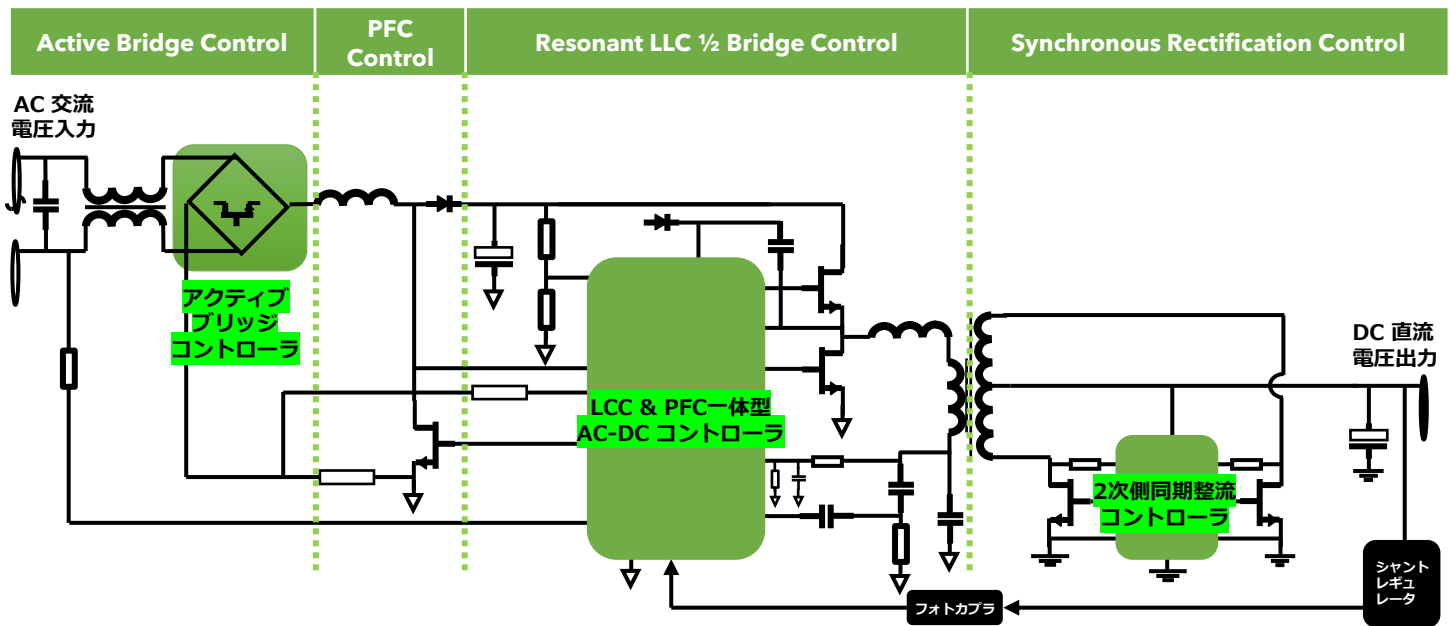 Active Bridge Control
PFC
Control
Resonant LLC ½ Bridge Control
Synchronous Rectification Control
AC 交流
電圧入力
アクティブ
ブリッジ
コントローラ
LCC & PFC一体型
AC-DC コントローラ
DC 直流
電圧出力
2次側同期整流
コントローラ
シャント
レギュ
レータ
フォトカプラ